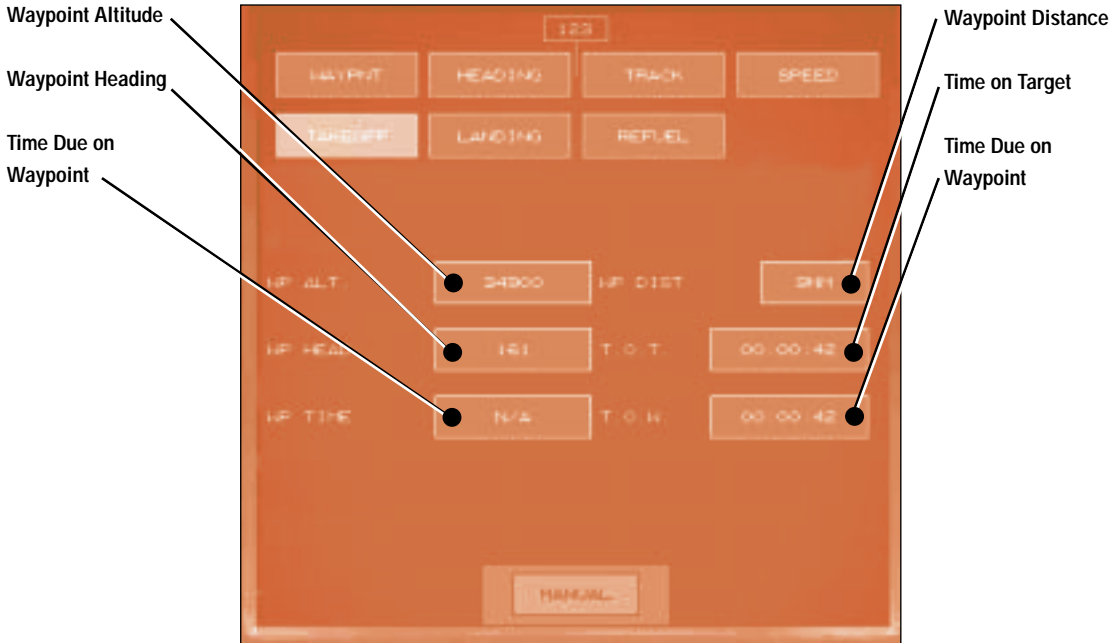 Waypoint Altitude
Waypoint Heading
Time Due on
Waypoint
Waypoint Distance
Time on Target
Time Due on
Waypoint
123
WAYPNT HEADING TRACK SPEED
TAKEOFF LANDING REFUEL
WP ALT. 34900 WP DIST
WP HEAD 161 T.O.T. 00:00:42
WP TIME N/A T.O.W. 00:00:42
MANUAL